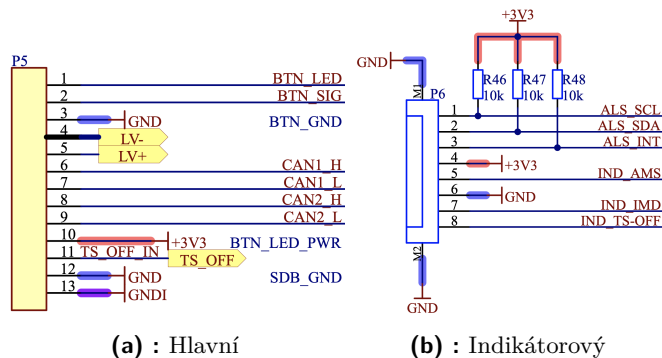 P5
1 BTN_LED
2 BTN_SIG
3 GND BTN_GND
4 LV-
5 LV+
6 CAN1_H
7 CAN1_L
8 CAN2_H
9 CAN2_L
10 +3V3 BTN_LED_PWR
11 TS_OFF_IN TS_OFF
12 GND SDB_GND
13 GNDI
(a) : Hlavní
+3V3
GND
M1
P6
R46 R47 R48
10k 10k 10k
1 ALS_SCL
2 ALS_SDA
3 ALS_INT
4 +3V3
5 IND_AMS
6 GND
7 IND_IMD
8 IND_TS-OFF
M2
GND
(b) : Indikátorový